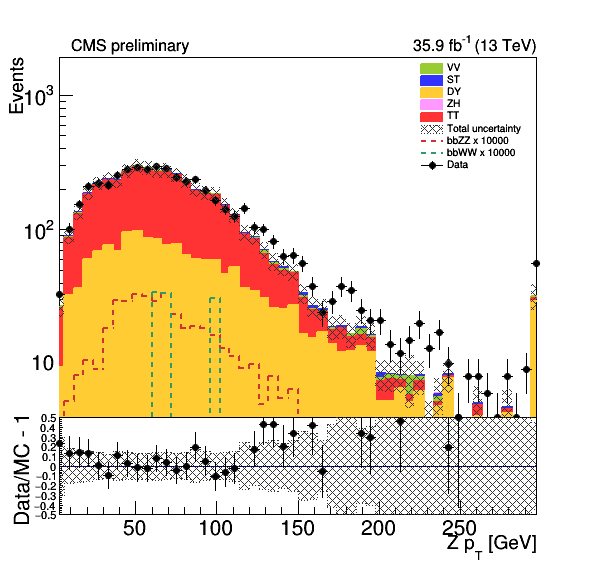 CMS preliminary
35.9 fb⁻¹ (13 TeV)
Events
10³
10²
10
VV
ST
DY
ZH
TT
Total uncertainty
bbZZ x 10000
bbWW x 10000
Data
Data/MC - 1
0.5
0.4
0.3
0.2
0.1
0
−0.1
−0.2
−0.3
−0.4
−0.5
50
100
150
200
250
Z p_T [GeV]